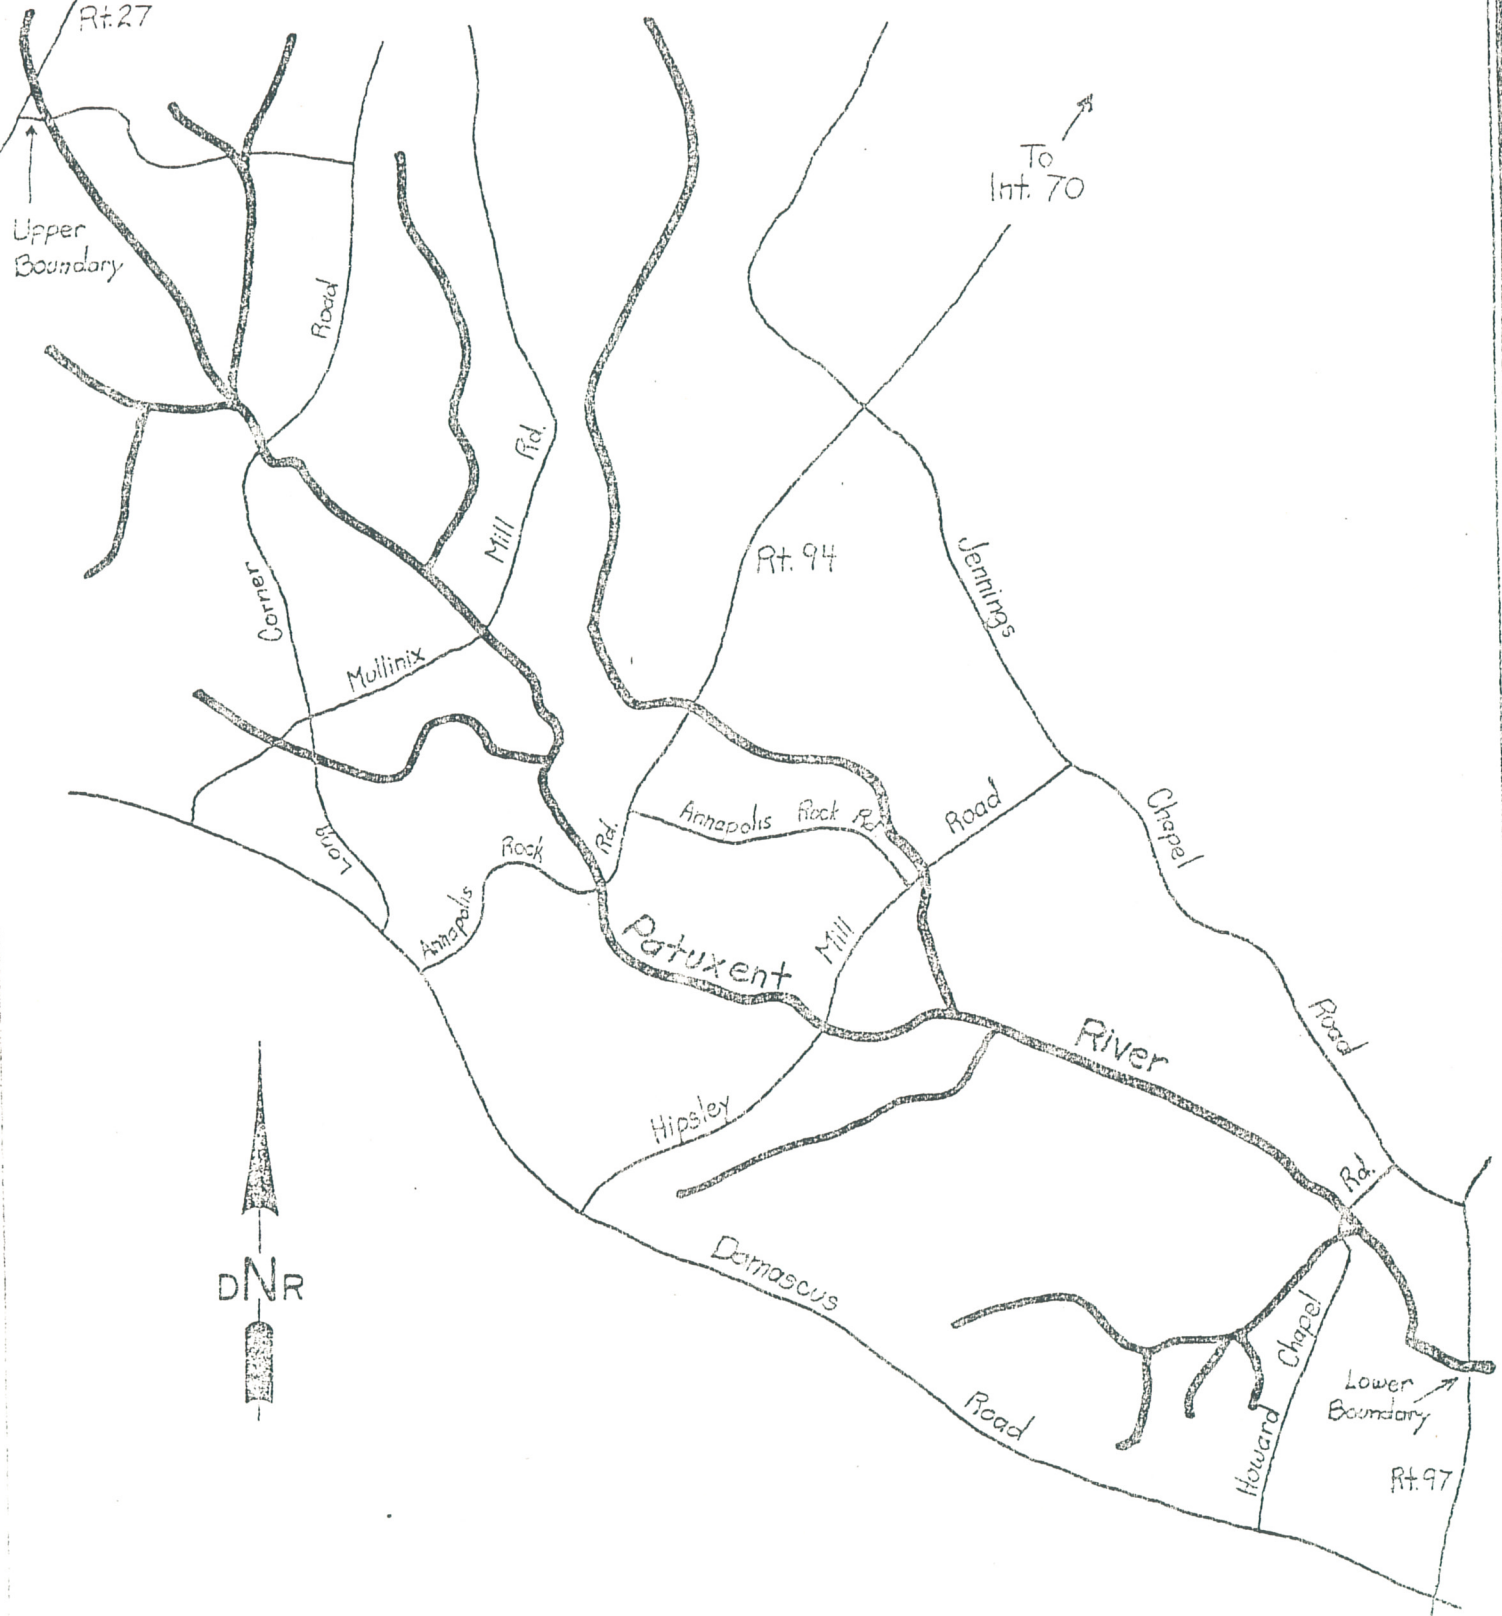 Rt. 27
To
Int. 70
Upper
Boundary
Road
Rd.
Mill
Rt. 94
Jennings
Corner
Mullinix
Chapel
Road
Annapolis Rock Rd.
Rd.
Rock
Long
Annapolis
Mill
Patuxent
River
Road
Hipsley
Rd.
Damascus
DNR
Chapel
Lower
Boundary
Road
Howard
Rt. 97